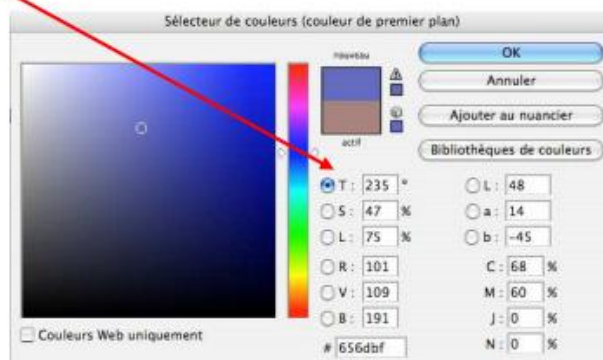 Sélecteur de couleurs (couleur de premier plan)
nouveau
actif
OK
Annuler
Ajouter au nuancier
Bibliothèques de couleurs
T : 235 °
S : 47 %
L : 75 %
R : 101
V : 109
B : 191
# 656dbf
L : 48
a : 14
b : -45
C : 68 %
M : 60 %
J : 0 %
N : 0 %
Couleurs Web uniquement